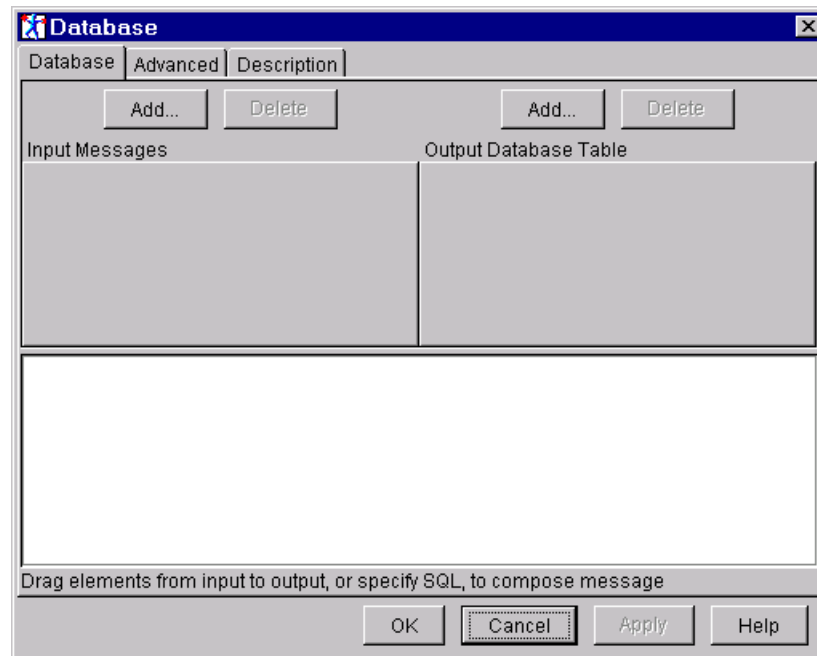 Database
Database Advanced Description
Add... Delete Add... Delete
Input Messages Output Database Table
Drag elements from input to output, or specify SQL, to compose message
OK Cancel Apply Help